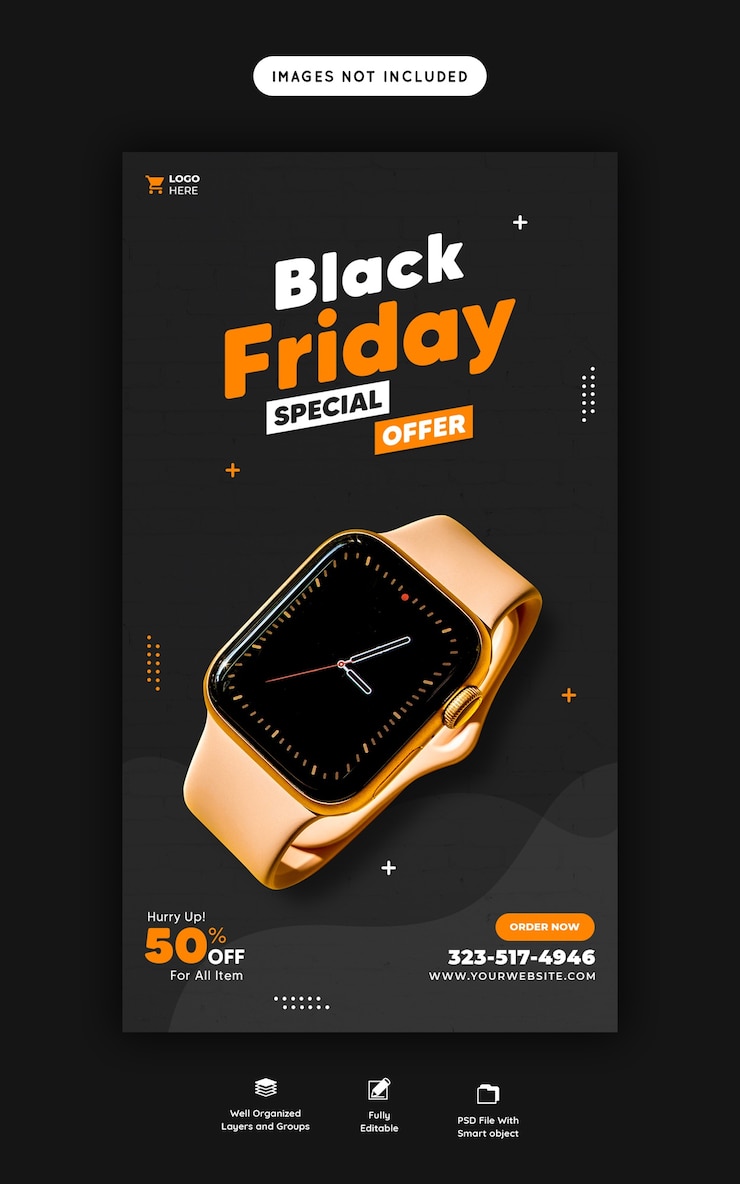 IMAGES NOT INCLUDED
LOGO
HERE
Black
Friday
SPECIAL
OFFER
Hurry Up!
50%
OFF
For All Item
ORDER NOW
323-517-4946
WWW.YOURWEBSITE.COM
Well Organized
Layers and Groups
Fully
Editable
PSD File With
Smart object